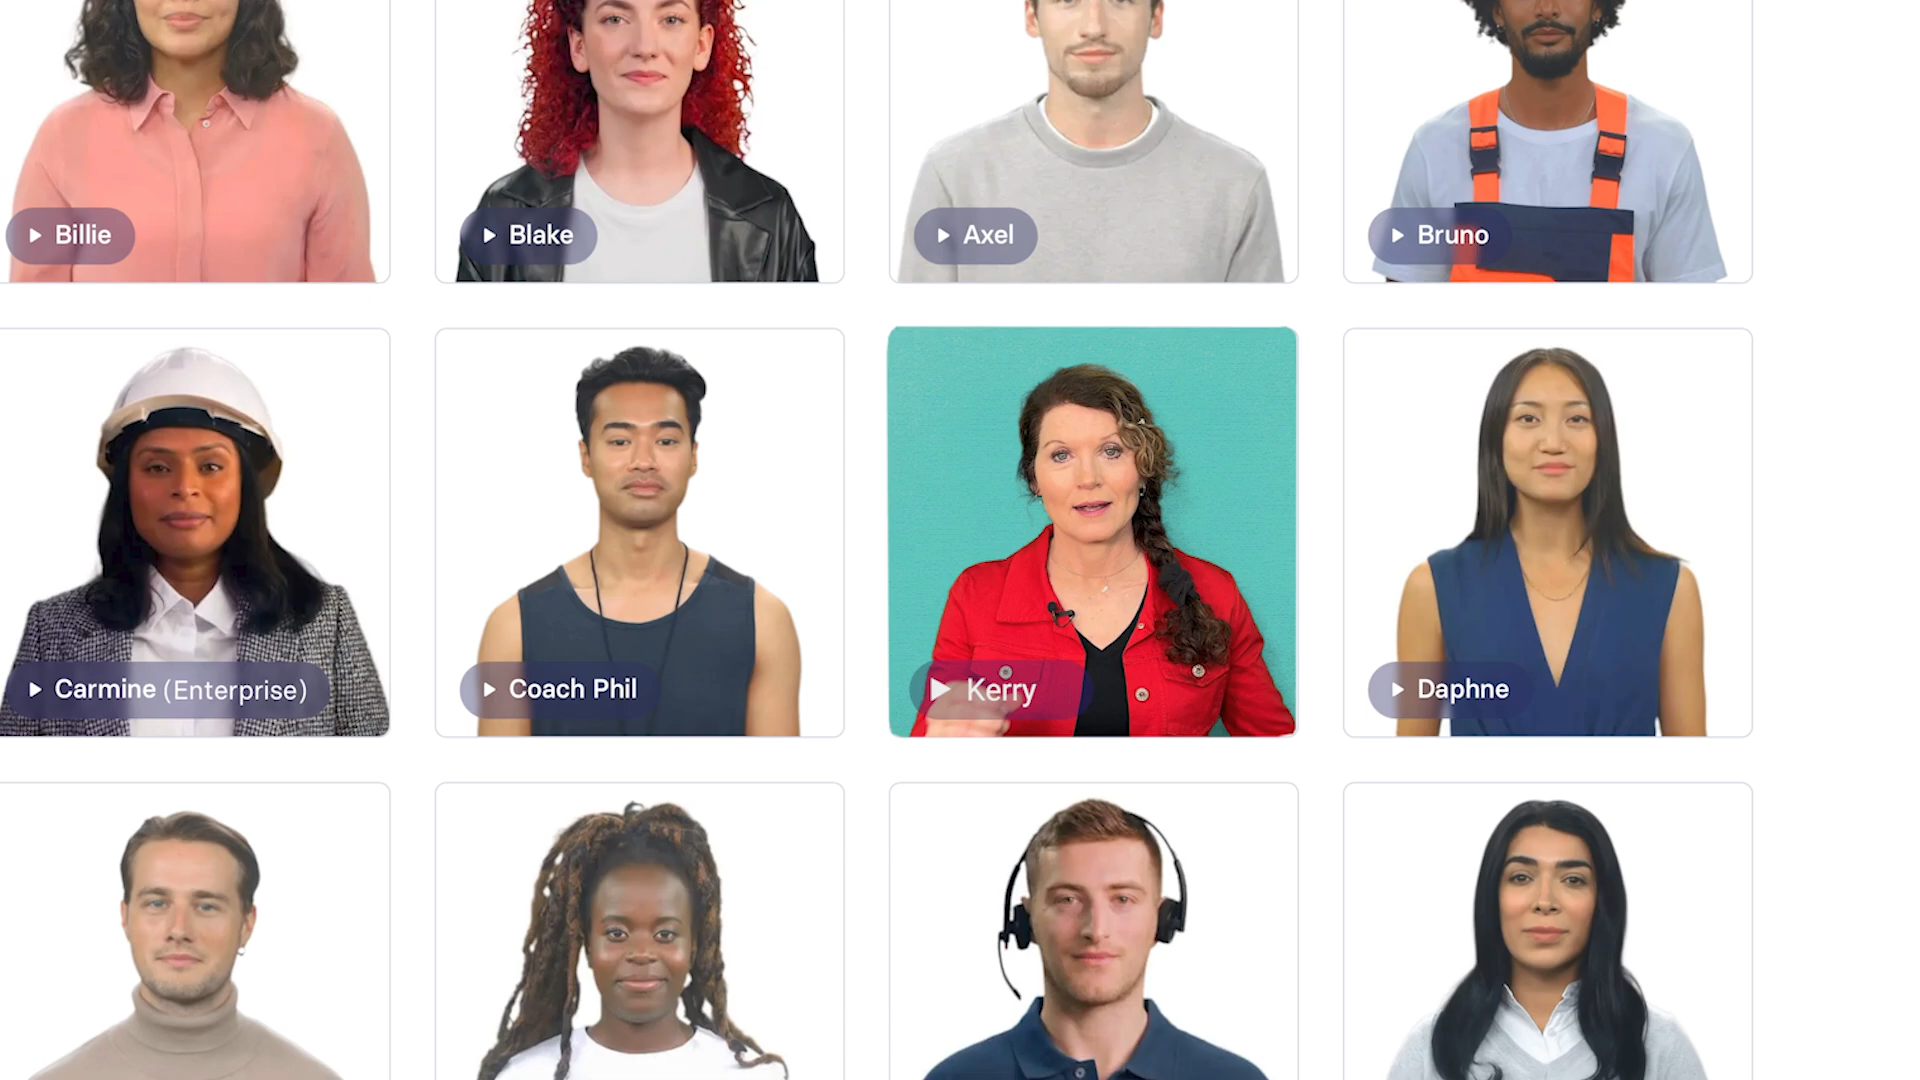 Billie
Blake
Axel
Bruno
Carmine (Enterprise)
Coach Phil
Kerry
Daphne